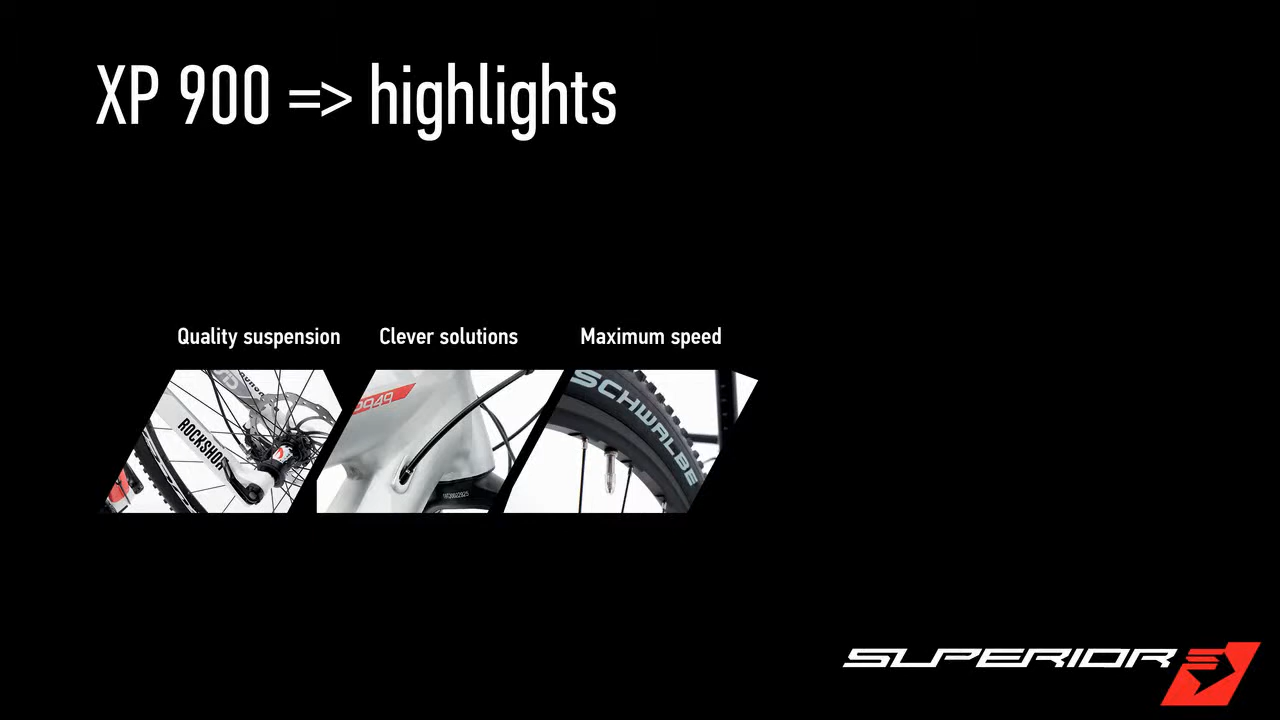 XP 900 => highlights
Quality suspension
Clever solutions
Maximum speed
ROCKSHOX
SCHWALBE
SUPERIOR